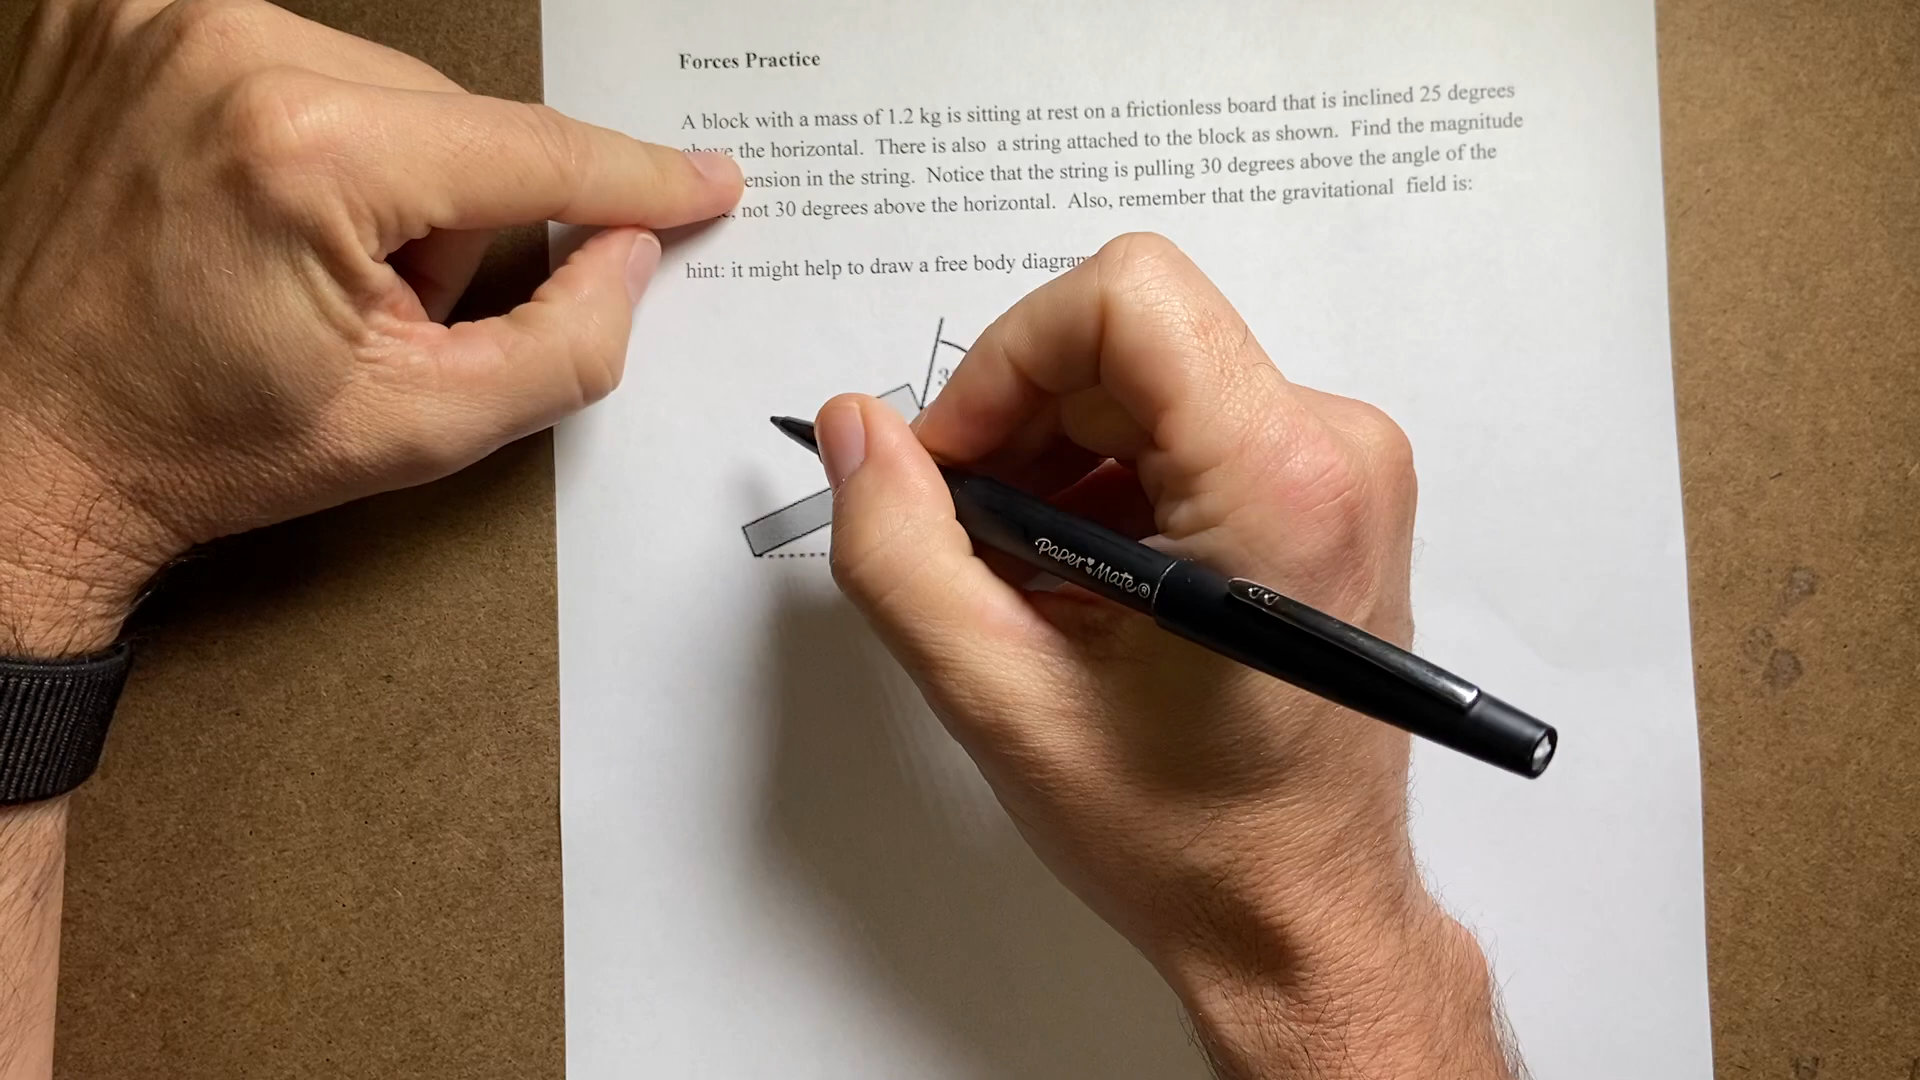 Forces Practice
A block with a mass of 1.2 kg is sitting at rest on a frictionless board that is inclined 25 degrees
above the horizontal. There is also a string attached to the block as shown. Find the magnitude
ension in the string. Notice that the string is pulling 30 degrees above the angle of the
not 30 degrees above the horizontal. Also, remember that the gravitational field is:
hint: it might help to draw a free body diagram
3
Paper Mate®